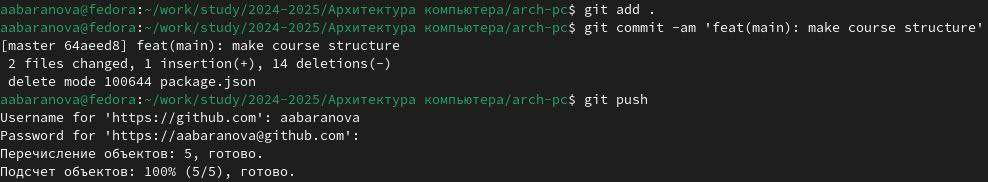 aabaranova@fedora:~/work/study/2024-2025/Архитектура компьютера/arch-pc$ git add .
aabaranova@fedora:~/work/study/2024-2025/Архитектура компьютера/arch-pc$ git commit -am 'feat(main): make course structure'
[master 64aeed8] feat(main): make course structure
 2 files changed, 1 insertion(+), 14 deletions(-)
 delete mode 100644 package.json
aabaranova@fedora:~/work/study/2024-2025/Архитектура компьютера/arch-pc$ git push
Username for 'https://github.com': aabaranova
Password for 'https://aabaranova@github.com':
Перечисление объектов: 5, готово.
Подсчет объектов: 100% (5/5), готово.